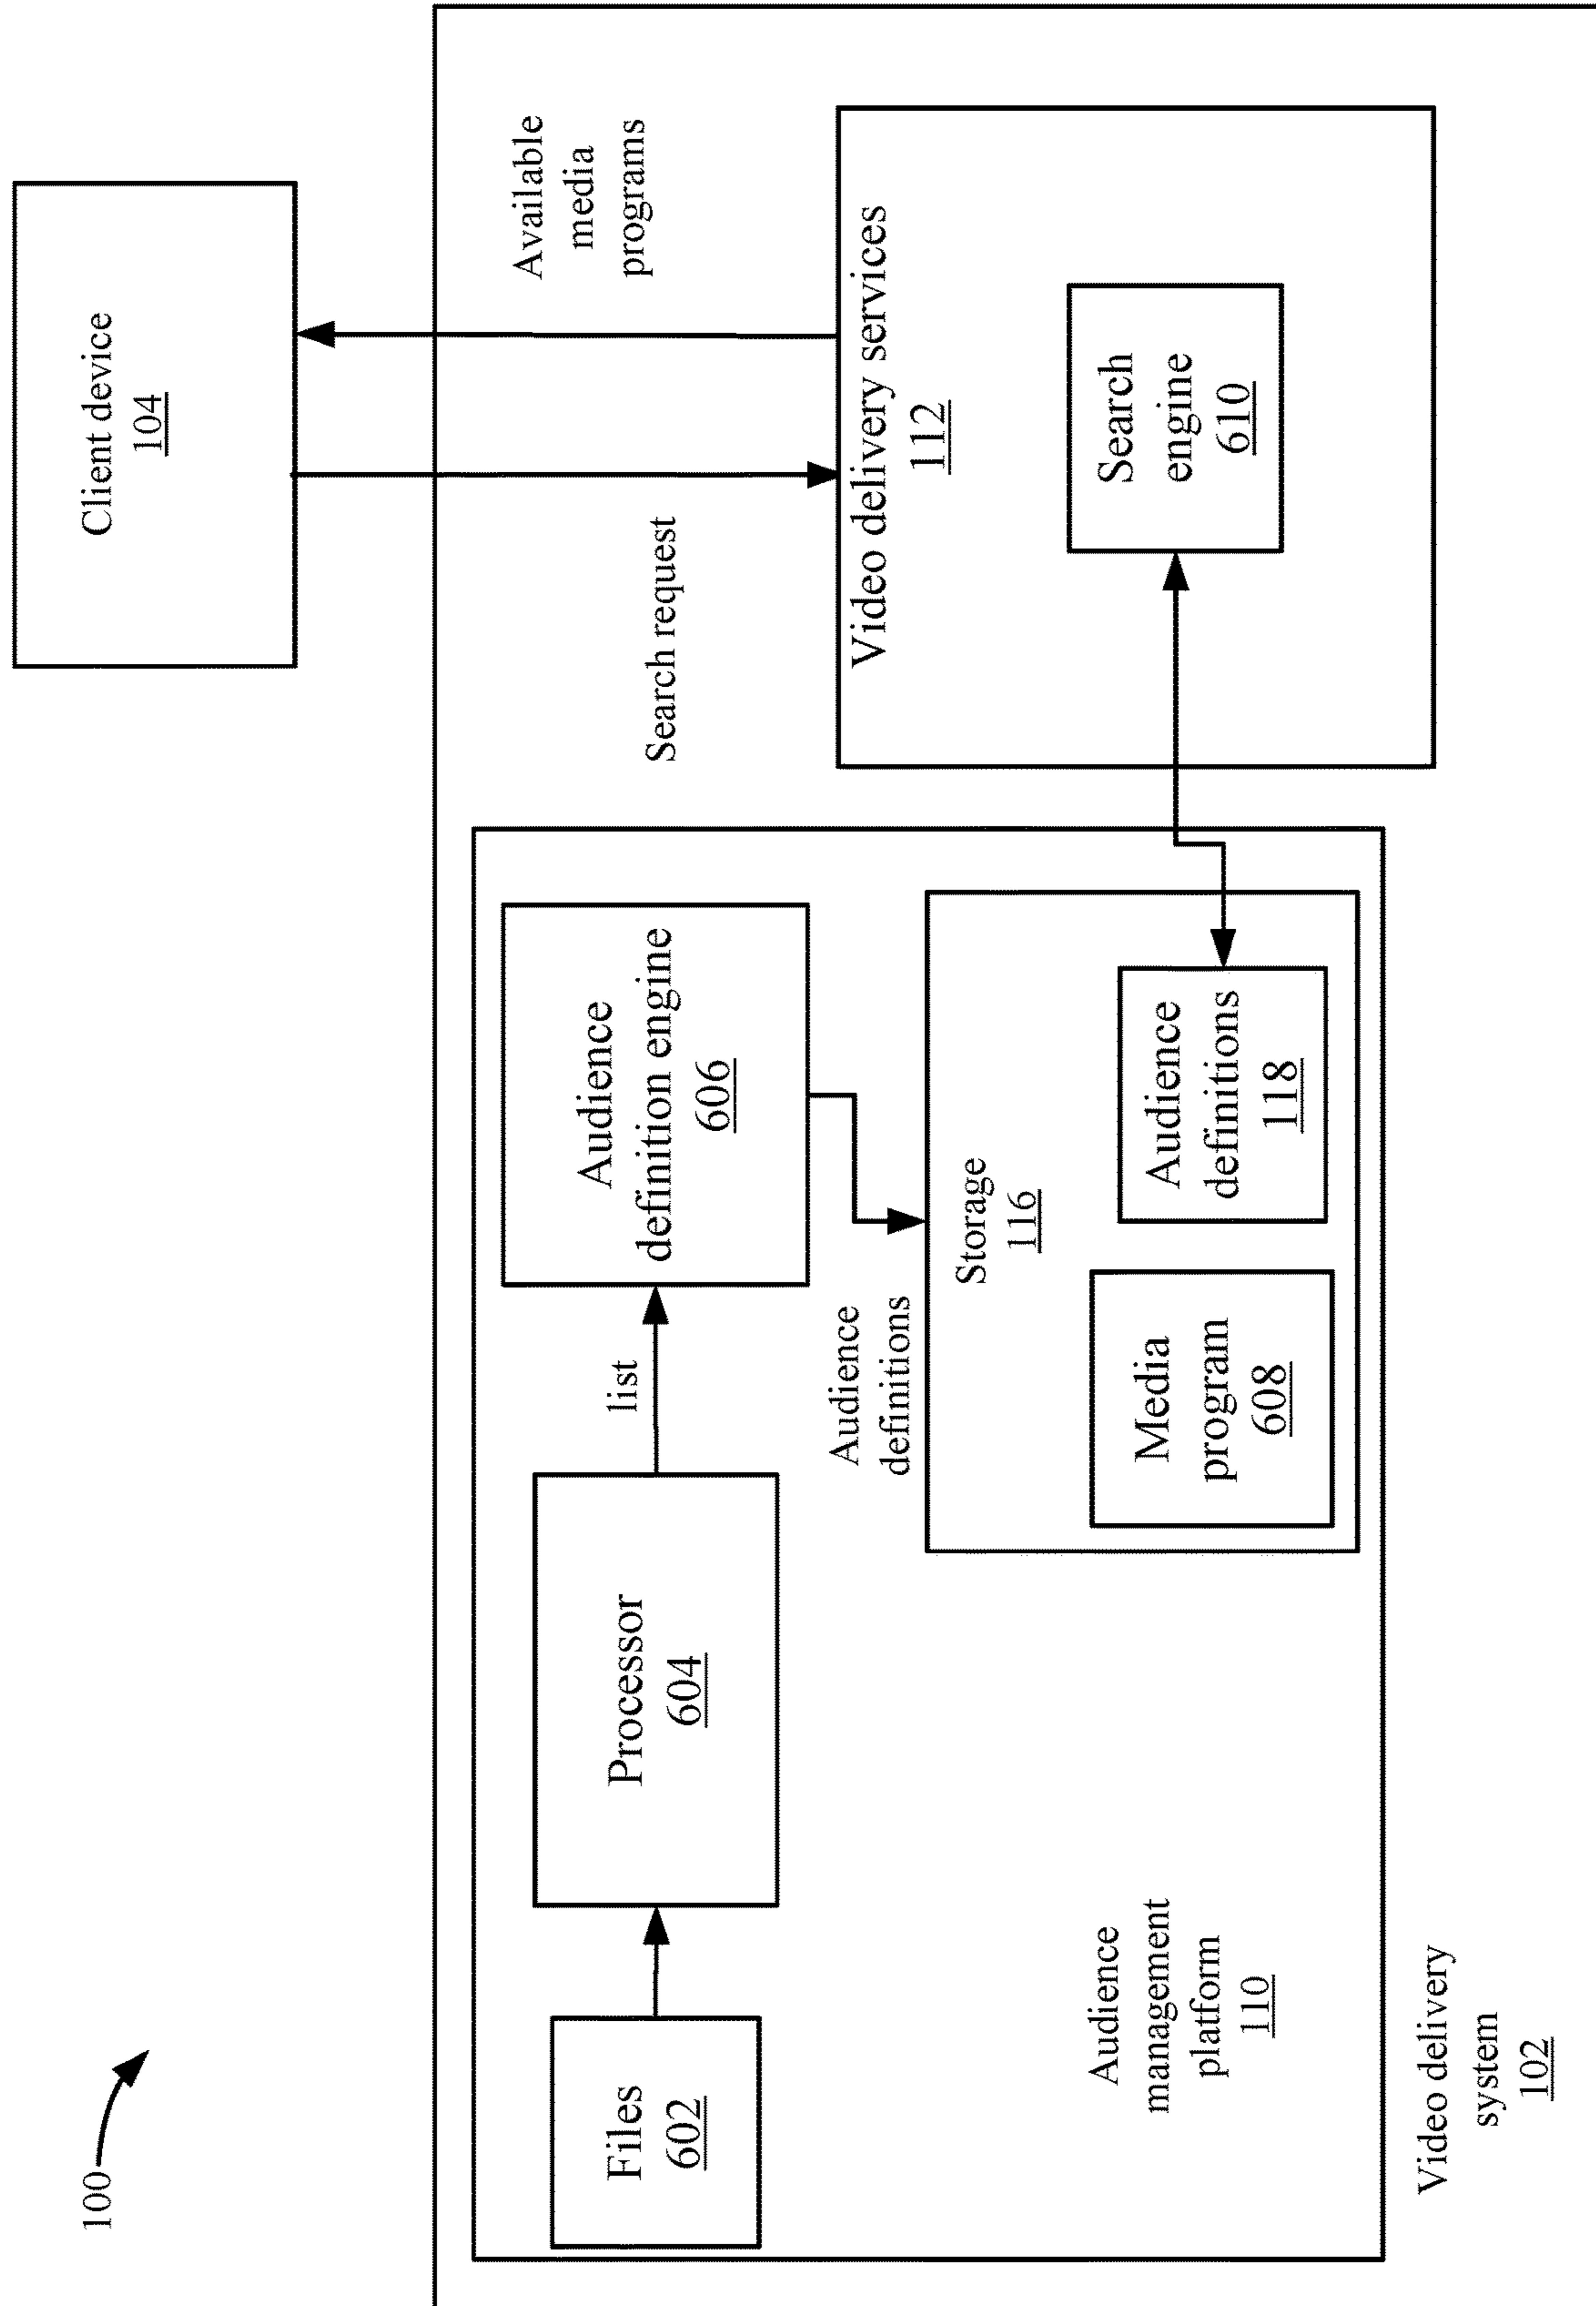 100
Client device
104
Available
media
programs
Search request
Video delivery services
112
Search
engine
610
Files
602
Processor
604
list
Audience
definition engine
606
Audience
definitions
Storage
116
Media
program
608
Audience
definitions
118
Audience
management
platform
110
Video delivery
system
102